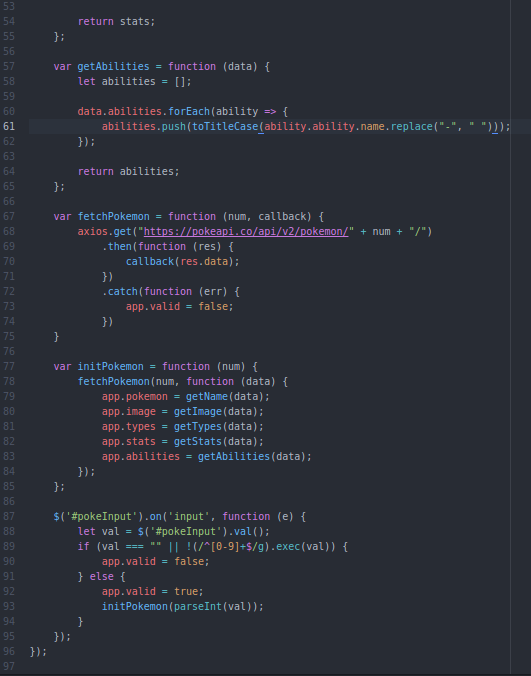 53
54 return stats;
55 };
56
57 var getAbilities = function (data) {
58 let abilities = [];
59
60 data.abilities.forEach(ability => {
61 abilities.push(toTitleCase(ability.ability.name.replace("-", " ")));
62 });
63
64 return abilities;
65 };
66
67 var fetchPokemon = function (num, callback) {
68 axios.get("https://pokeapi.co/api/v2/pokemon/" + num + "/")
69 .then(function (res) {
70 callback(res.data);
71 })
72 .catch(function (err) {
73 app.valid = false;
74 })
75 }
76
77 var initPokemon = function (num) {
78 fetchPokemon(num, function (data) {
79 app.pokemon = getName(data);
80 app.image = getImage(data);
81 app.types = getTypes(data);
82 app.stats = getStats(data);
83 app.abilities = getAbilities(data);
84 });
85 };
86
87 $('#pokeInput').on('input', function (e) {
88 let val = $('#pokeInput').val();
89 if (val === "" || !(/^[0-9]+$/g).exec(val)) {
90 app.valid = false;
91 } else {
92 app.valid = true;
93 initPokemon(parseInt(val));
94 }
95 });
96 });
97